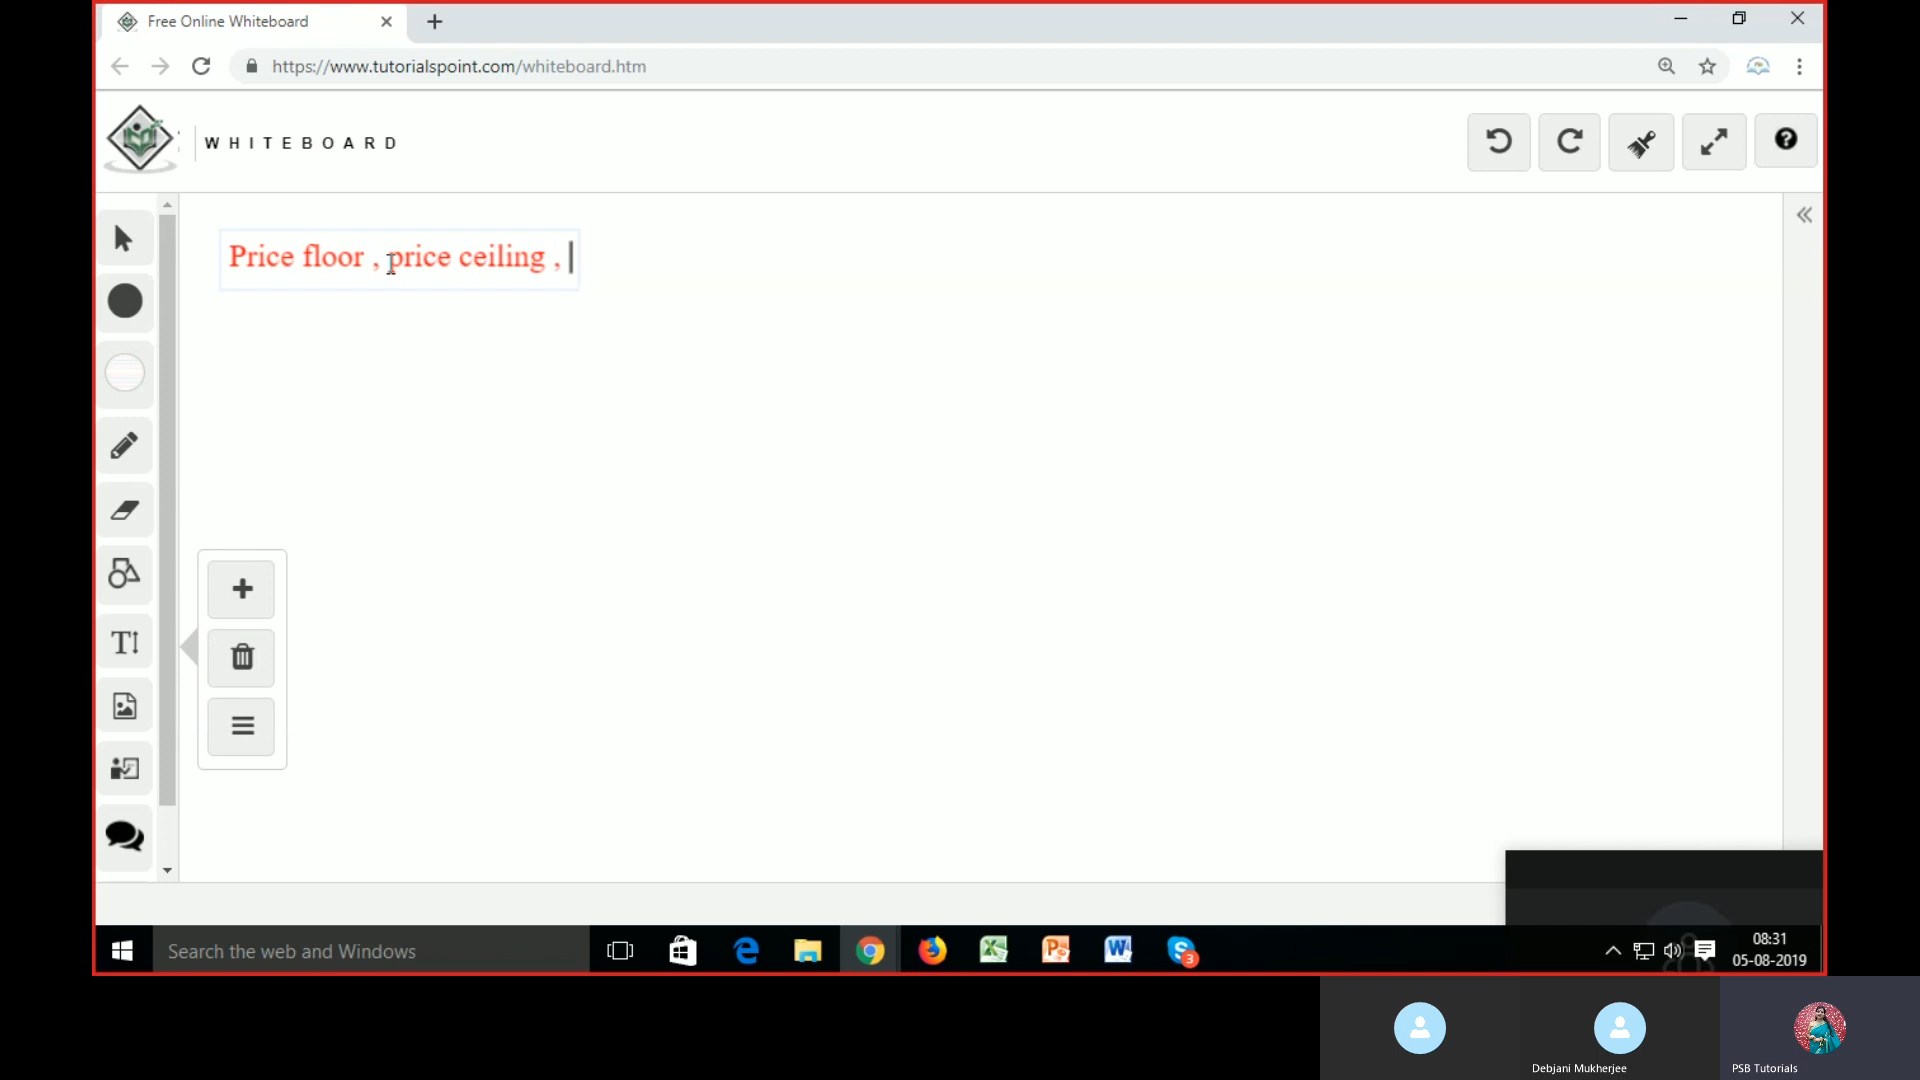 Free Online Whiteboard
https://www.tutorialspoint.com/whiteboard.htm
WHITEBOARD
Price floor , price ceiling ,
T
Search the web and Windows
3
08:31
05-08-2019
Debjani Mukherjee
PSB Tutorials